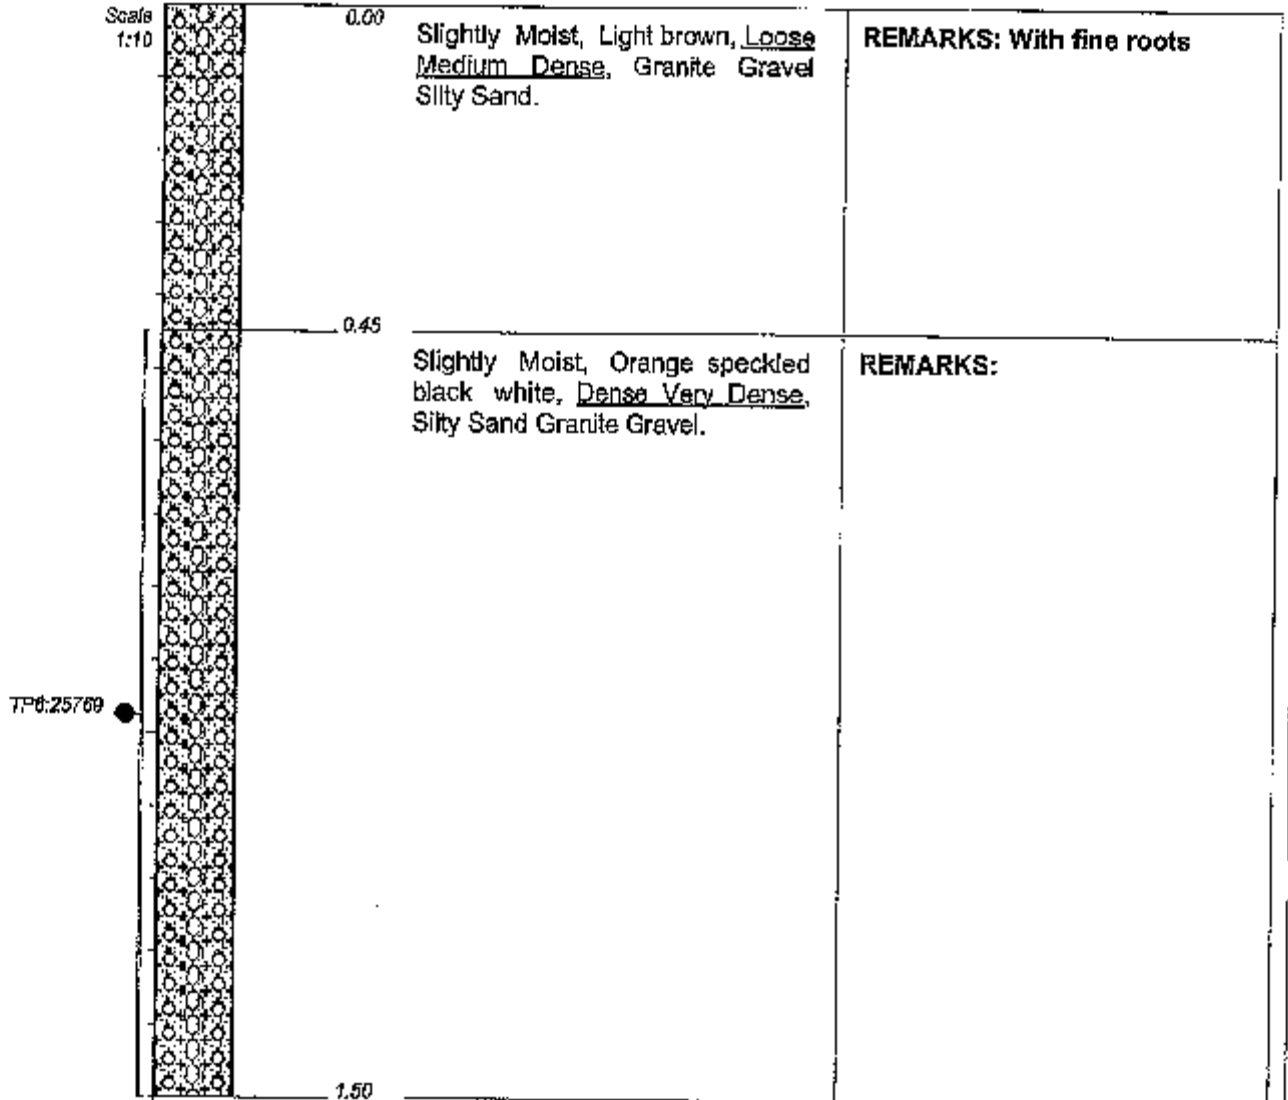 Scale
1:10
0.00
Slightly Moist, Light brown, Loose
Medium Dense, Granite Gravel
Silty Sand.
REMARKS: With fine roots
0.45
Slightly Moist, Orange speckled
black white, Dense Very Dense,
Silty Sand Granite Gravel.
REMARKS:
TP6:25769
1.50